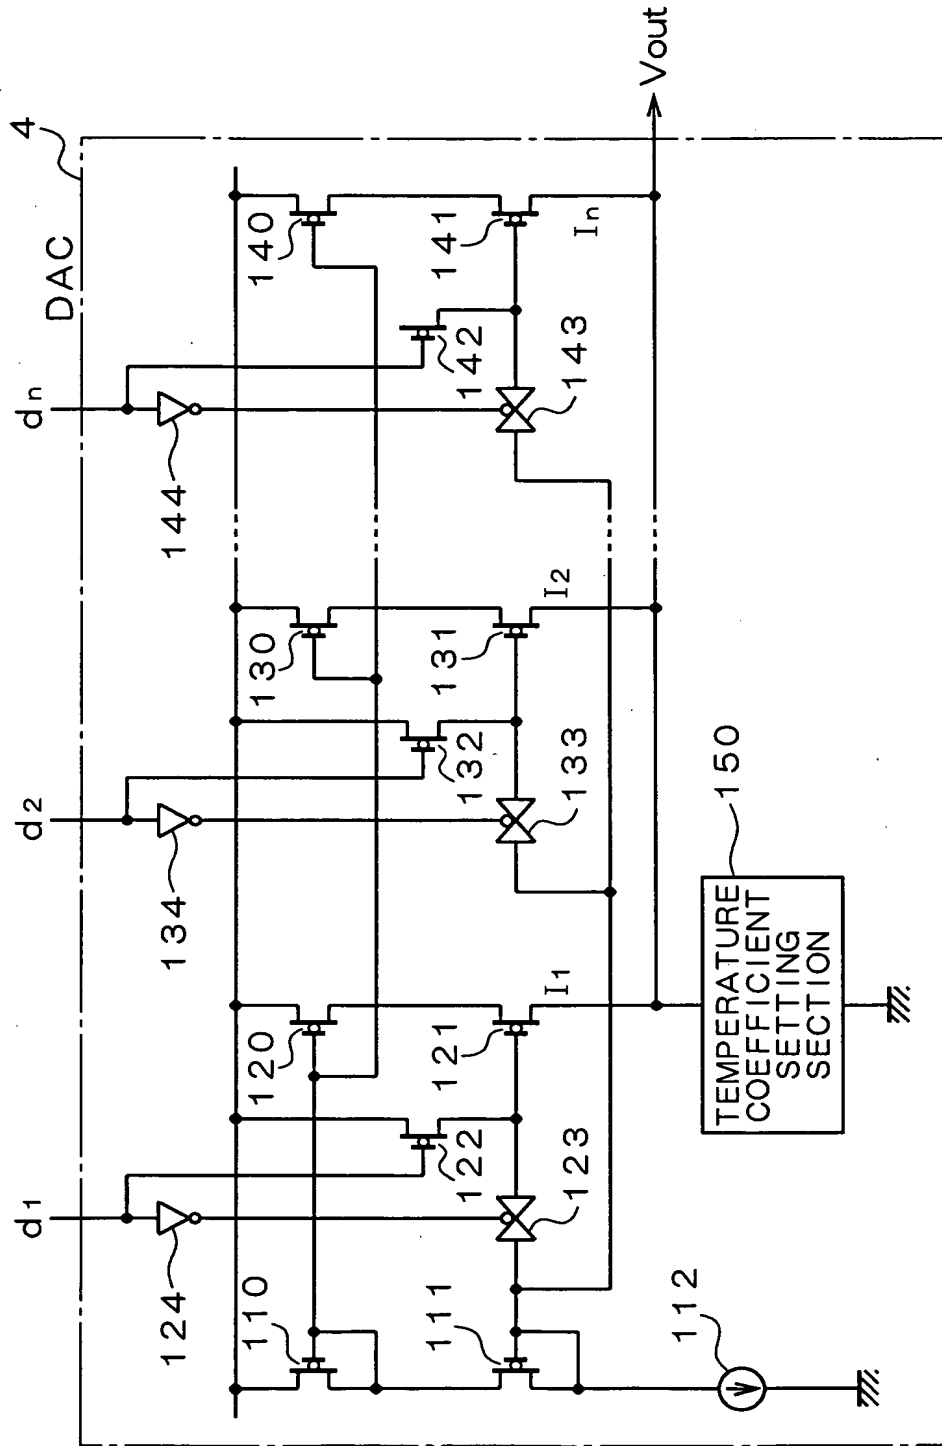 4
DAC
d1
d2
dn
124
134
144
110
120
130
140
122
132
142
111
121
131
141
123
133
143
I1
I2
In
Vout
112
150
TEMPERATURE
COEFFICIENT
SETTING
SECTION